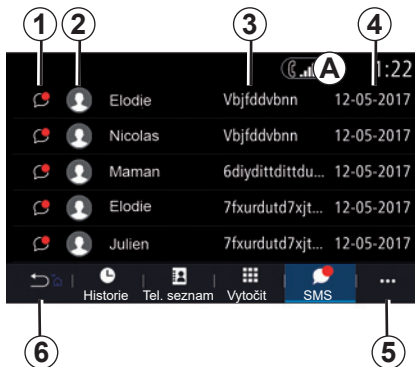 1 2 3 4
A 1:22
Elodie Vbjfddvbnn 12-05-2017
Nicolas Vbjfddvbnn 12-05-2017
Maman 6diydittdittdu... 12-05-2017
Elodie 7fxurdutd7xjt... 12-05-2017
Julien 7fxurdutd7xjt... 12-05-2017
Historie Tel. seznam Vytočit SMS ...
6 5